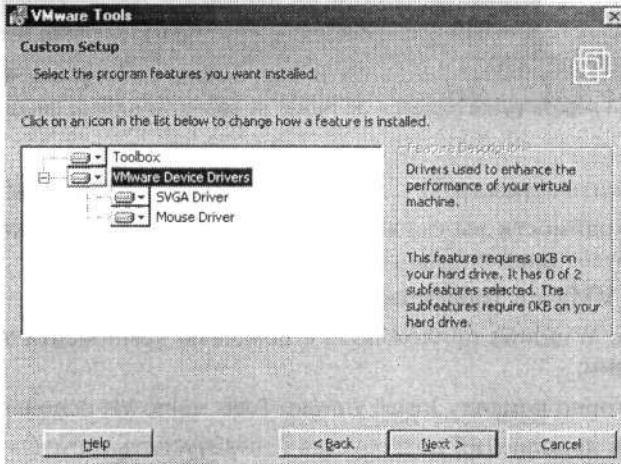 VMware Tools
Custom Setup
Select the program features you want installed.
Click on an icon in the list below to change how a feature is installed.
Toolbox
VMware Device Drivers
SVGA Driver
Mouse Driver
Feature Description
Drivers used to enhance the
performance of your virtual
machine.
This feature requires 0KB on
your hard drive. It has 0 of 2
subfeatures selected. The
subfeatures require 0KB on your
hard drive.
Help
< Back
Next >
Cancel